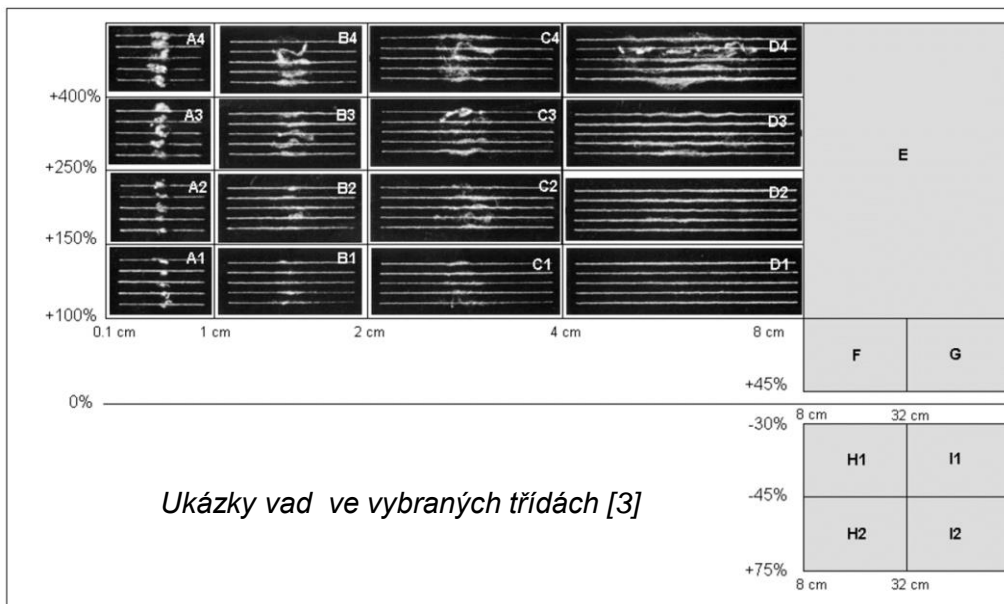 A4 B4 C4 D4
+400%
A3 B3 C3 D3 E
+250%
A2 B2 C2 D2
+150%
A1 B1 C1 D1
+100%
0.1 cm 1 cm 2 cm 4 cm 8 cm
F G
+45%
0% 8 cm 32 cm
-30%
H1 I1
Ukázky vad ve vybraných třídách [3]
-45%
H2 I2
+75%
8 cm 32 cm